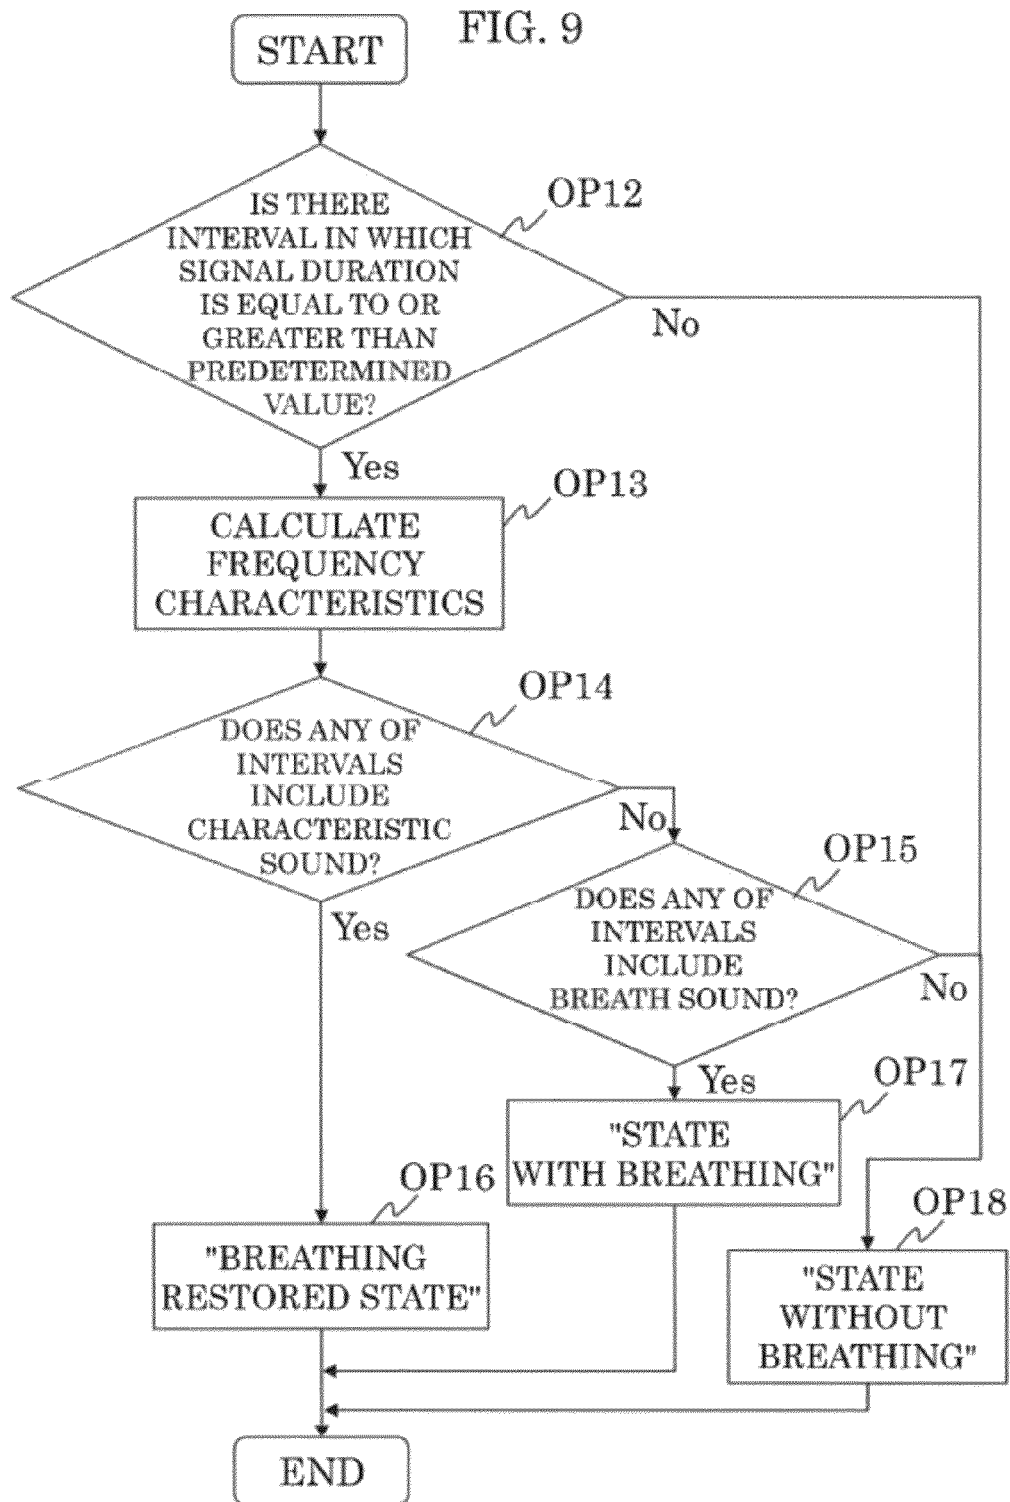 FIG. 9
START
OP12
IS THERE
INTERVAL IN WHICH
SIGNAL DURATION
IS EQUAL TO OR
GREATER THAN
PREDETERMINED
VALUE?
No
Yes
OP13
CALCULATE
FREQUENCY
CHARACTERISTICS
OP14
DOES ANY OF
INTERVALS
INCLUDE
CHARACTERISTIC
SOUND?
No
Yes
OP15
DOES ANY OF
INTERVALS
INCLUDE
BREATH SOUND?
No
Yes
OP17
"STATE
WITH BREATHING"
OP16
"BREATHING
RESTORED STATE"
OP18
"STATE
WITHOUT
BREATHING"
END